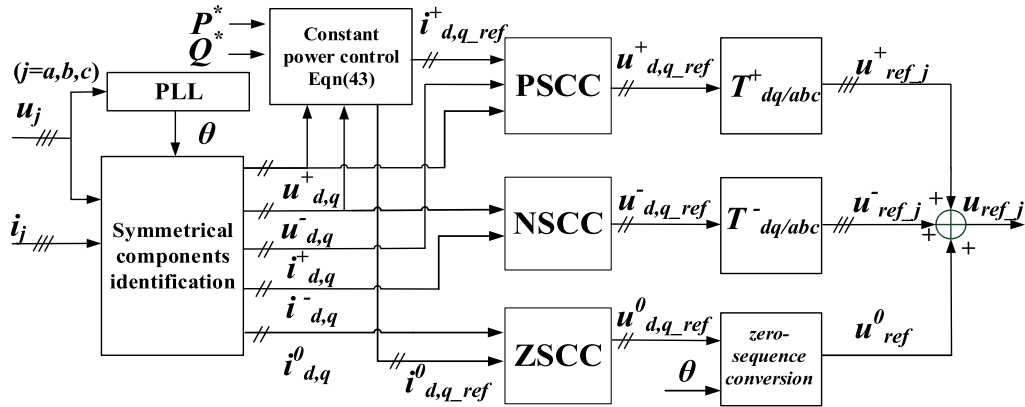 P*
Q*
Constant
power control
Eqn(43)
i+d,q_ref
(j=a,b,c)
PLL
uj
θ
PSCC
u+d,q_ref
T+dq/abc
u+ref_j
ij
Symmetrical
components
identification
u+d,q
u-d,q
i+d,q
i-d,q
i0d,q
NSCC
u-d,q_ref
T-dq/abc
u-ref_j
+
+
+
uref_j
ZSCC
i0d,q_ref
u0d,q_ref
θ
zero-
sequence
conversion
u0ref